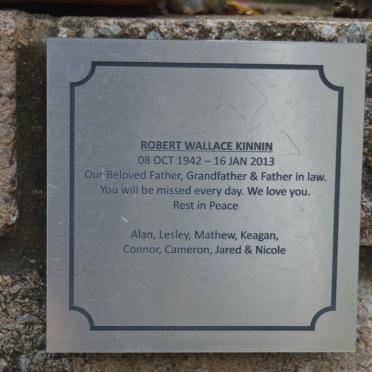 ROBERT WALLACE KINNIN
08 OCT 1942 – 16 JAN 2013
Our Beloved Father, Grandfather & Father in law.
You will be missed every day. We love you.
Rest in Peace
Alan, Lesley, Mathew, Keagan,
Connor, Cameron, Jared & Nicole